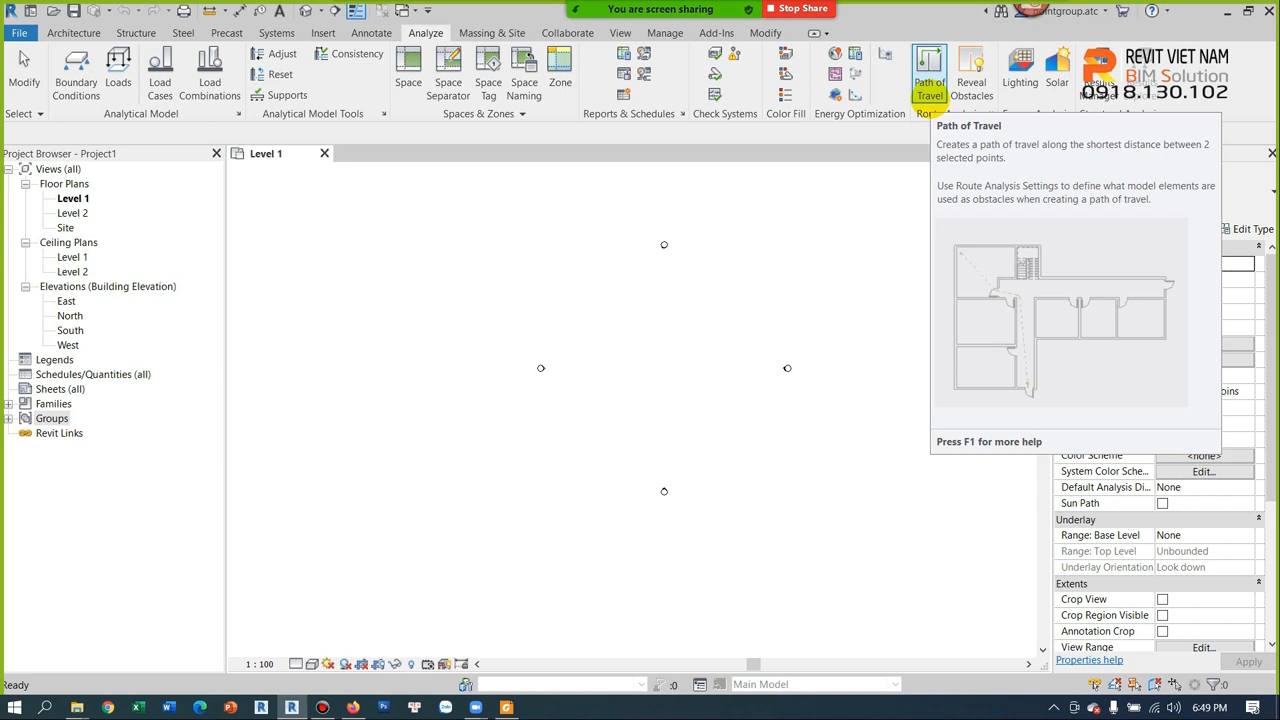 You are screen sharing
Stop Share
File
Architecture
Structure
Steel
Precast
Systems
Insert
Annotate
Analyze
Massing & Site
Collaborate
View
Manage
Add-Ins
Modify
Modify
Boundary
Conditions
Loads
Load
Cases
Load
Combinations
Adjust
Reset
Supports
Consistency
Space
Space
Separator
Space
Tag
Space
Naming
Zone
Path of
Travel
Reveal
Obstacles
Lighting
Solar
REVIT VIET NAM
BIM Solution
0918.130.102
Select
Analytical Model
Analytical Model Tools
Spaces & Zones
Reports & Schedules
Check Systems
Color Fill
Energy Optimization
Project Browser - Project1
Level 1
Views (all)
Floor Plans
Level 1
Level 2
Site
Ceiling Plans
Level 1
Level 2
Elevations (Building Elevation)
East
North
South
West
Legends
Schedules/Quantities (all)
Sheets (all)
Families
Groups
Revit Links
Path of Travel
Creates a path of travel along the shortest distance between 2
selected points.
Use Route Analysis Settings to define what model elements are
used as obstacles when creating a path of travel.
Press F1 for more help
Edit Type
Color Scheme
<none>
System Color Sche...
Edit...
Default Analysis Di...
None
Sun Path
Underlay
Range: Base Level
None
Range: Top Level
Unbounded
Underlay Orientation
Look down
Extents
Crop View
Crop Region Visible
Annotation Crop
View Range
Edit...
Properties help
Apply
1 : 100
Ready
:0
Main Model
:0
6:49 PM